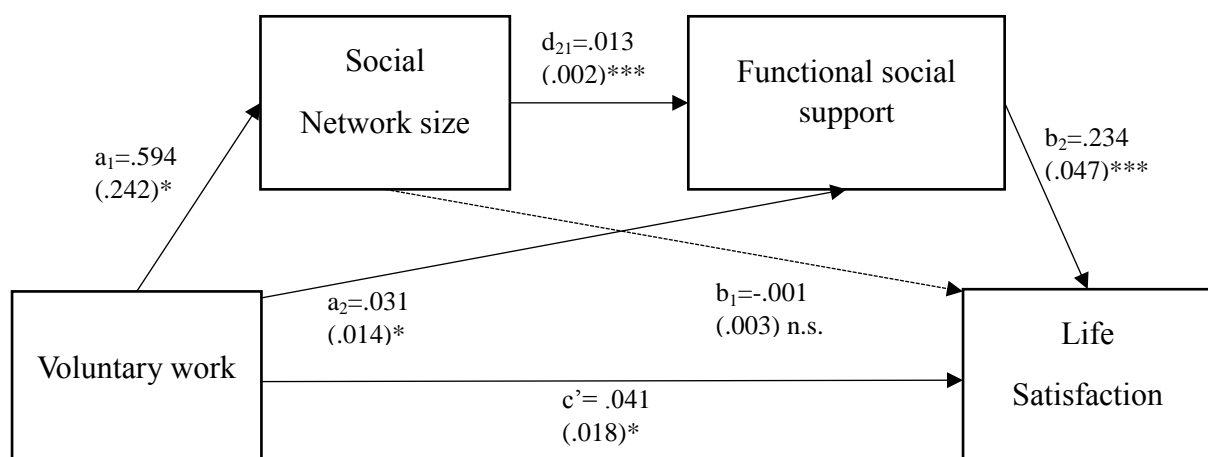 Social
Network size
d₂₁=.013
(.002)***
Functional social
support
a₁=.594
(.242)*
b₂=.234
(.047)***
Voluntary work
a₂=.031
(.014)*
b₁=-.001
(.003) n.s.
Life
Satisfaction
c’= .041
(.018)*